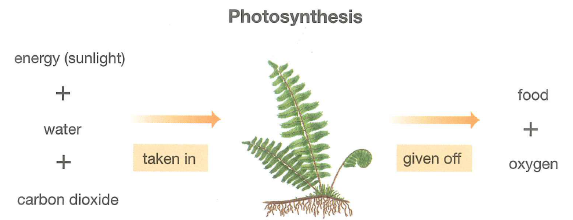 Photosynthesis
energy (sunlight)
+
water
+
carbon dioxide
taken in
given off
food
+
oxygen